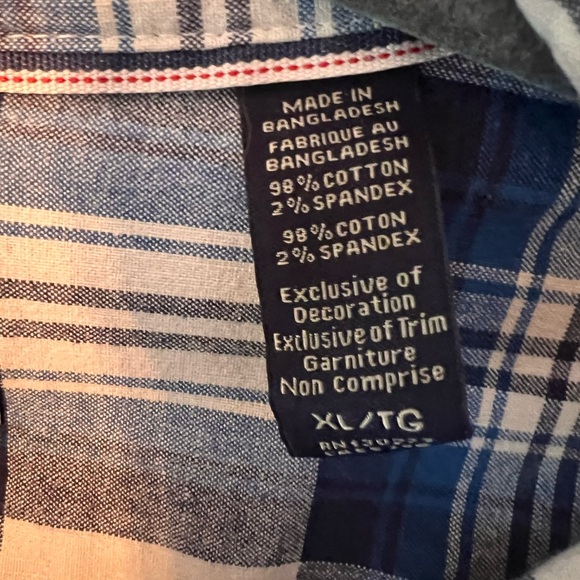 MADE IN
BANGLADESH
FABRIQUE AU
BANGLADESH
98% COTTON
2% SPANDEX
98% COTON
2% SPANDEX
Exclusive of
Decoration
Exclusive of Trim
Garniture
Non Comprise
XL/TG